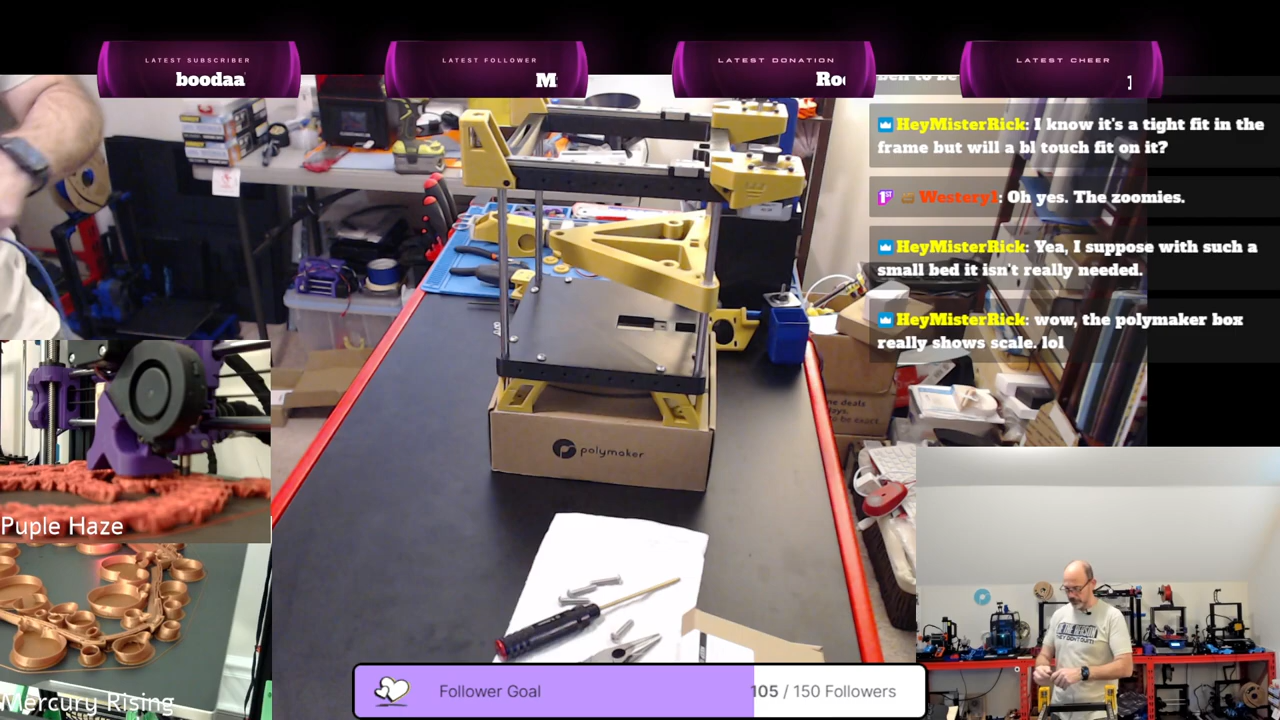 LATEST SUBSCRIBER
boodaa
LATEST FOLLOWER
M
LATEST DONATION
Roo
LATEST CHEER
HeyMisterRick: I know it's a tight fit in the
frame but will a bl touch fit on it?
1ST Westery1: Oh yes. The zoomies.
HeyMisterRick: Yea, I suppose with such a
small bed it isn't really needed.
HeyMisterRick: wow, the polymaker box
really shows scale. lol
polymaker
Puple Haze
Mercury Rising
Follower Goal
105 / 150 Followers